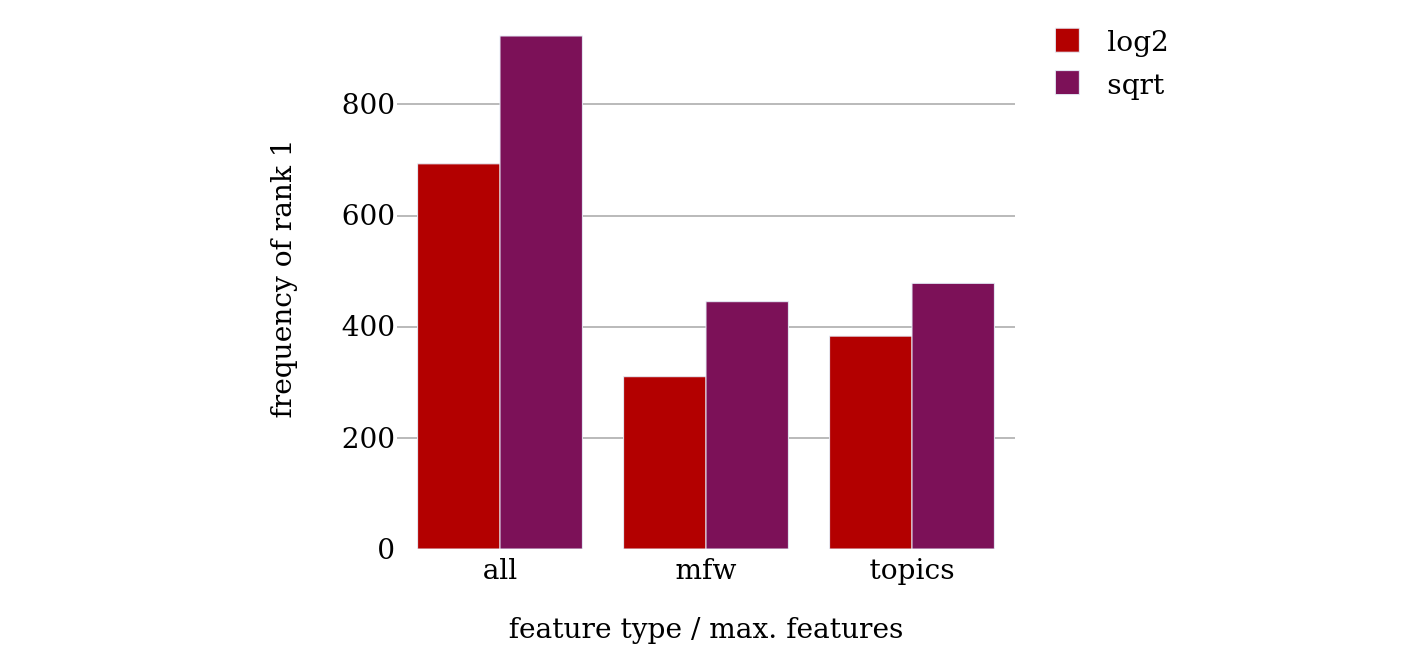 log2
sqrt
800
600
400
200
0
frequency of rank 1
all
mfw
topics
feature type / max. features